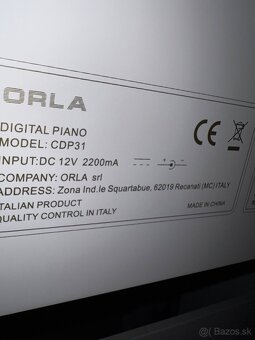 ORLA
DIGITAL PIANO
MODEL: CDP31
INPUT:DC 12V 2200mA
COMPANY: ORLA srl
ADDRESS: Zona Ind.le Squartabue, 62019 Recanati (MC) ITALY
ITALIAN PRODUCT
QUALITY CONTROL IN ITALY
MADE IN CHINA
CE
Bazos.sk